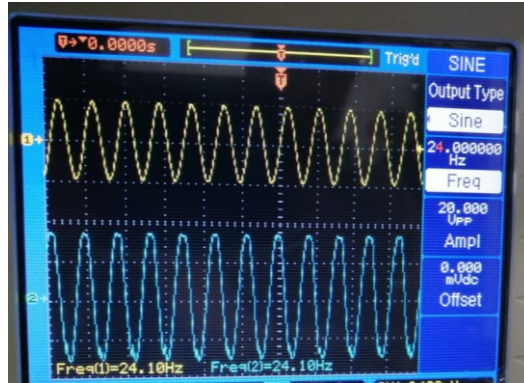 0.0000s
Trig'd
SINE
Output Type
Sine
24.000000
Hz
Freq
20.000
Vpp
Ampl
0.000
mVdc
Offset
1
2
Freq(1)=24.10Hz Freq(2)=24.10Hz